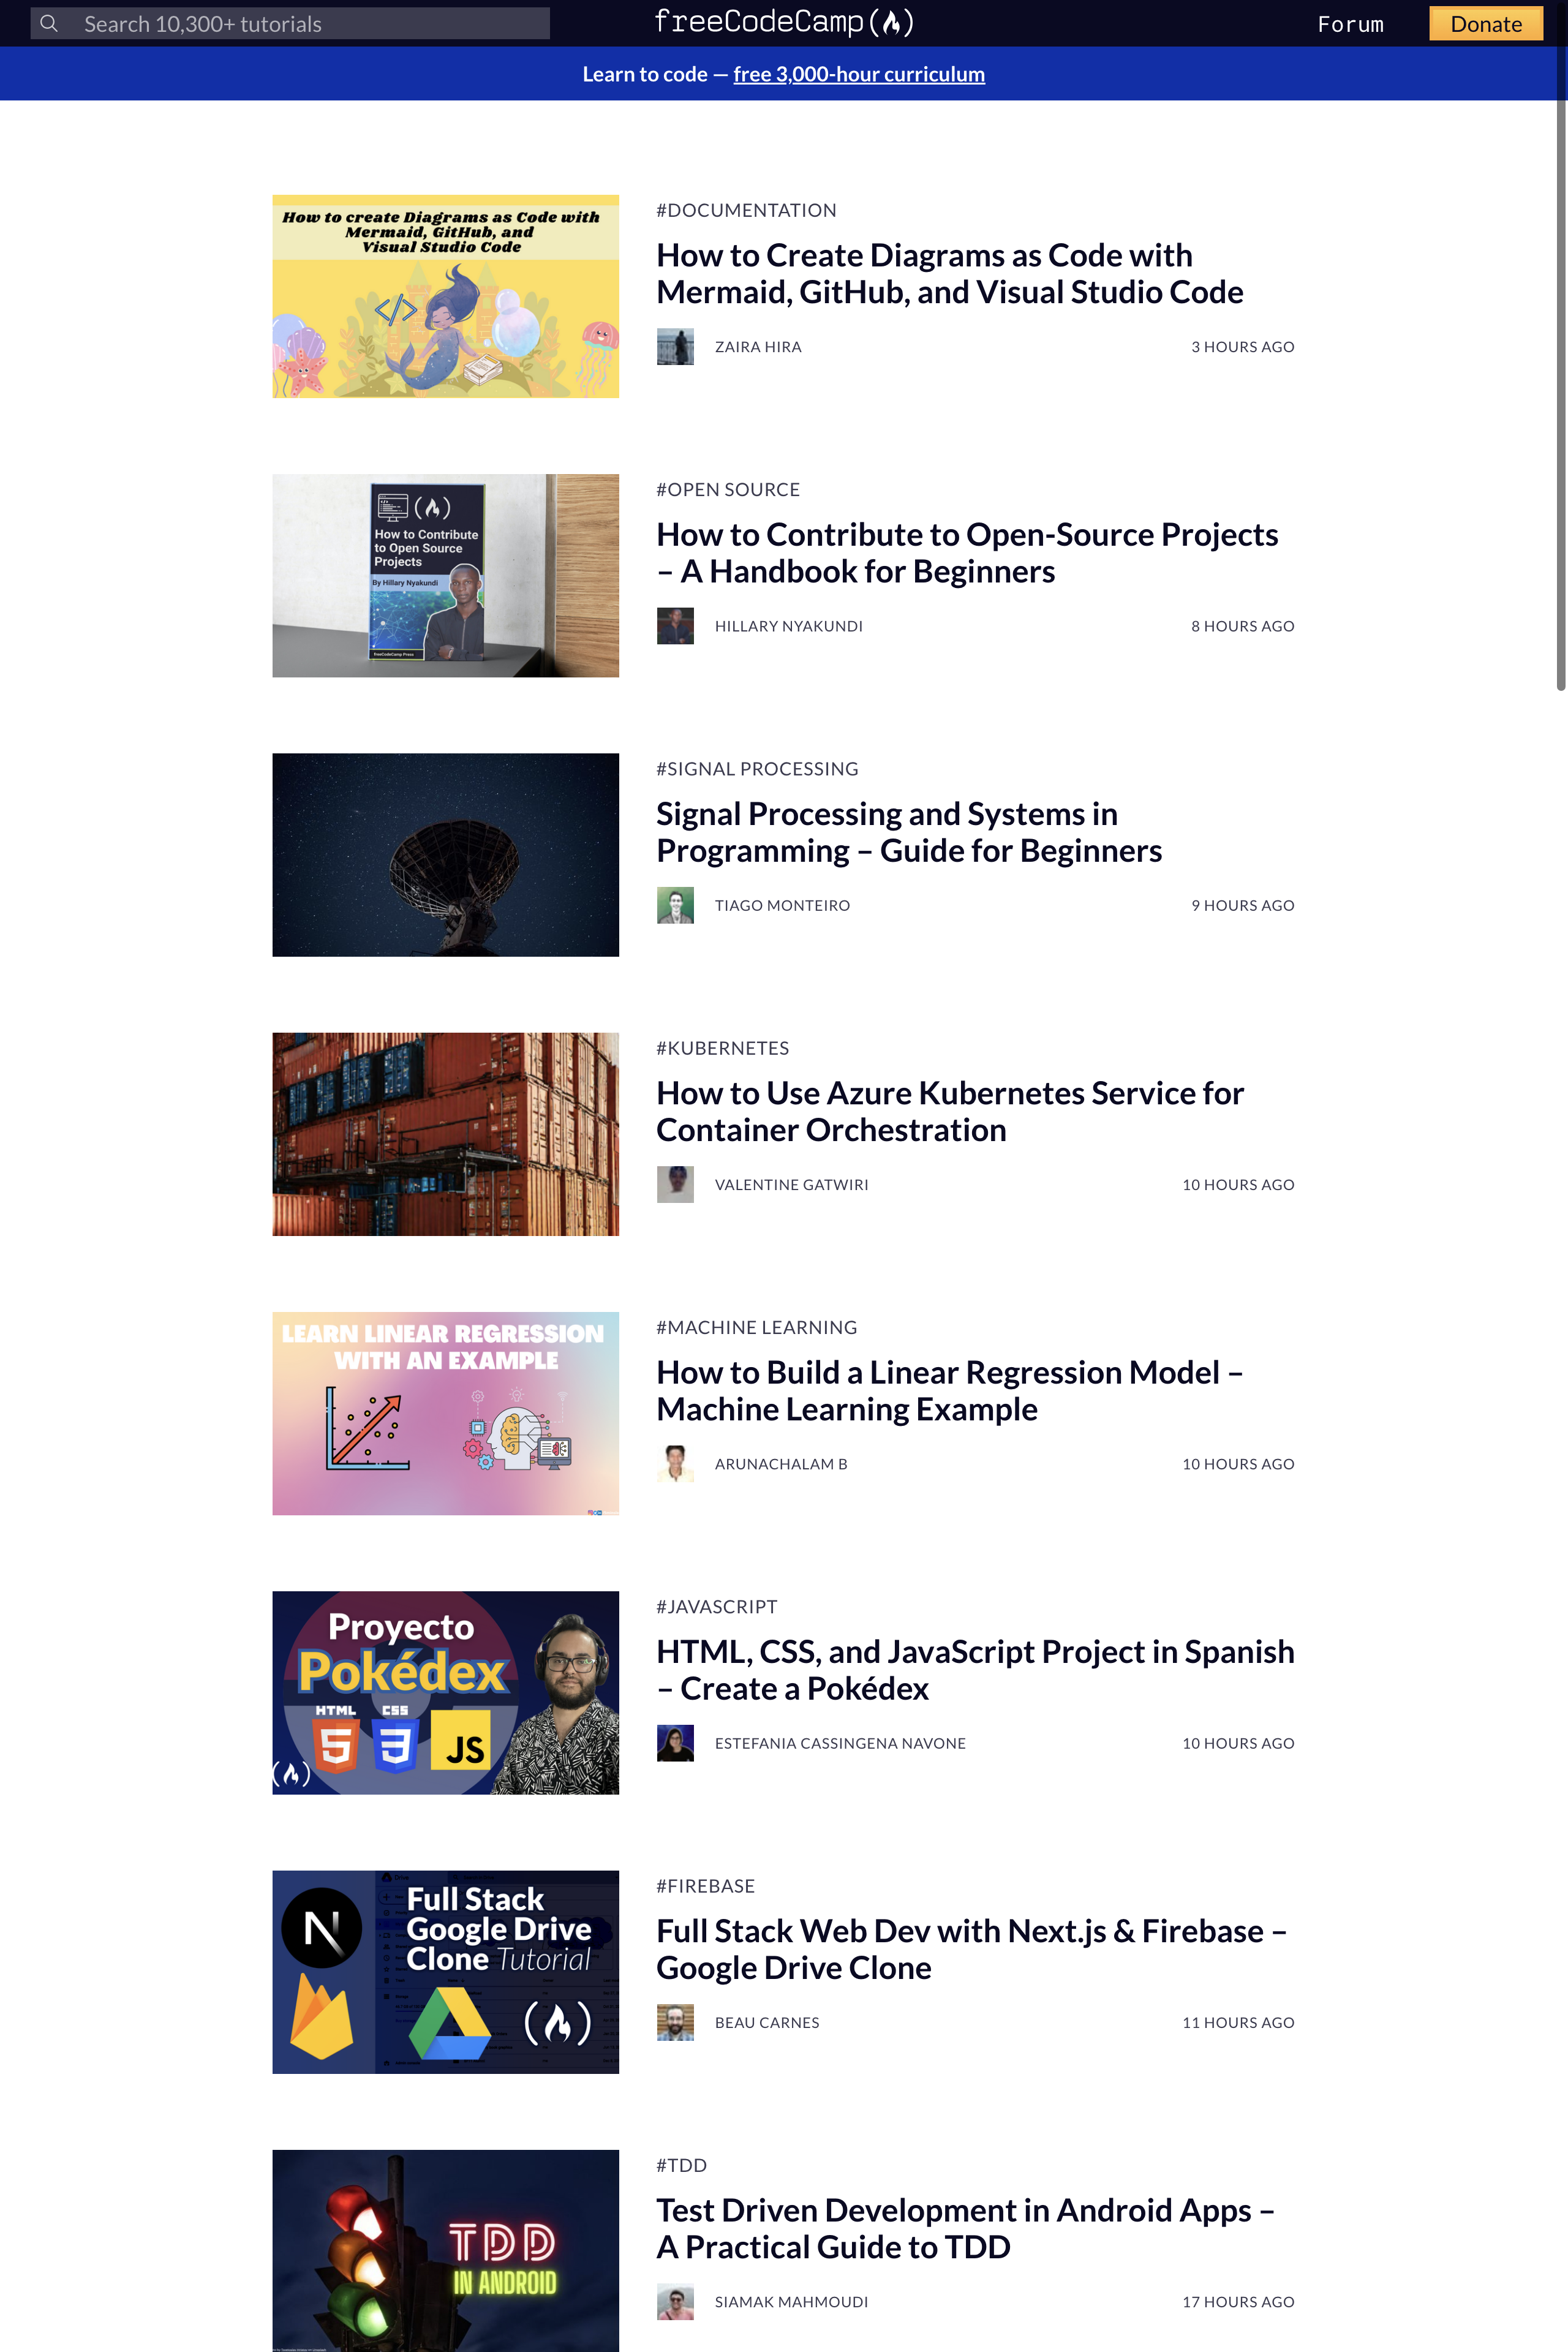 Search 10,300+ tutorials
freeCodeCamp
Forum
Donate
Learn to code — free 3,000-hour curriculum
How to create Diagrams as Code with
Mermaid, GitHub, and
Visual Studio Code
</>
#DOCUMENTATION
How to Create Diagrams as Code with
Mermaid, GitHub, and Visual Studio Code
ZAIRA HIRA
3 HOURS AGO
How to Contribute
to Open Source
Projects
By Hillary Nyakundi
freeCodeCamp Press
#OPEN SOURCE
How to Contribute to Open-Source Projects
– A Handbook for Beginners
HILLARY NYAKUNDI
8 HOURS AGO
#SIGNAL PROCESSING
Signal Processing and Systems in
Programming – Guide for Beginners
TIAGO MONTEIRO
9 HOURS AGO
#KUBERNETES
How to Use Azure Kubernetes Service for
Container Orchestration
VALENTINE GATWIRI
10 HOURS AGO
LEARN LINEAR REGRESSION
WITH AN EXAMPLE
#MACHINE LEARNING
How to Build a Linear Regression Model –
Machine Learning Example
ARUNACHALAM B
10 HOURS AGO
Proyecto
Pokédex
HTML CSS
5 3 JS
#JAVASCRIPT
HTML, CSS, and JavaScript Project in Spanish
– Create a Pokédex
ESTEFANIA CASSINGENA NAVONE
10 HOURS AGO
N
Full Stack
Google Drive
Clone Tutorial
#FIREBASE
Full Stack Web Dev with Next.js & Firebase –
Google Drive Clone
BEAU CARNES
11 HOURS AGO
TDD
IN ANDROID
#TDD
Test Driven Development in Android Apps –
A Practical Guide to TDD
SIAMAK MAHMOUDI
17 HOURS AGO